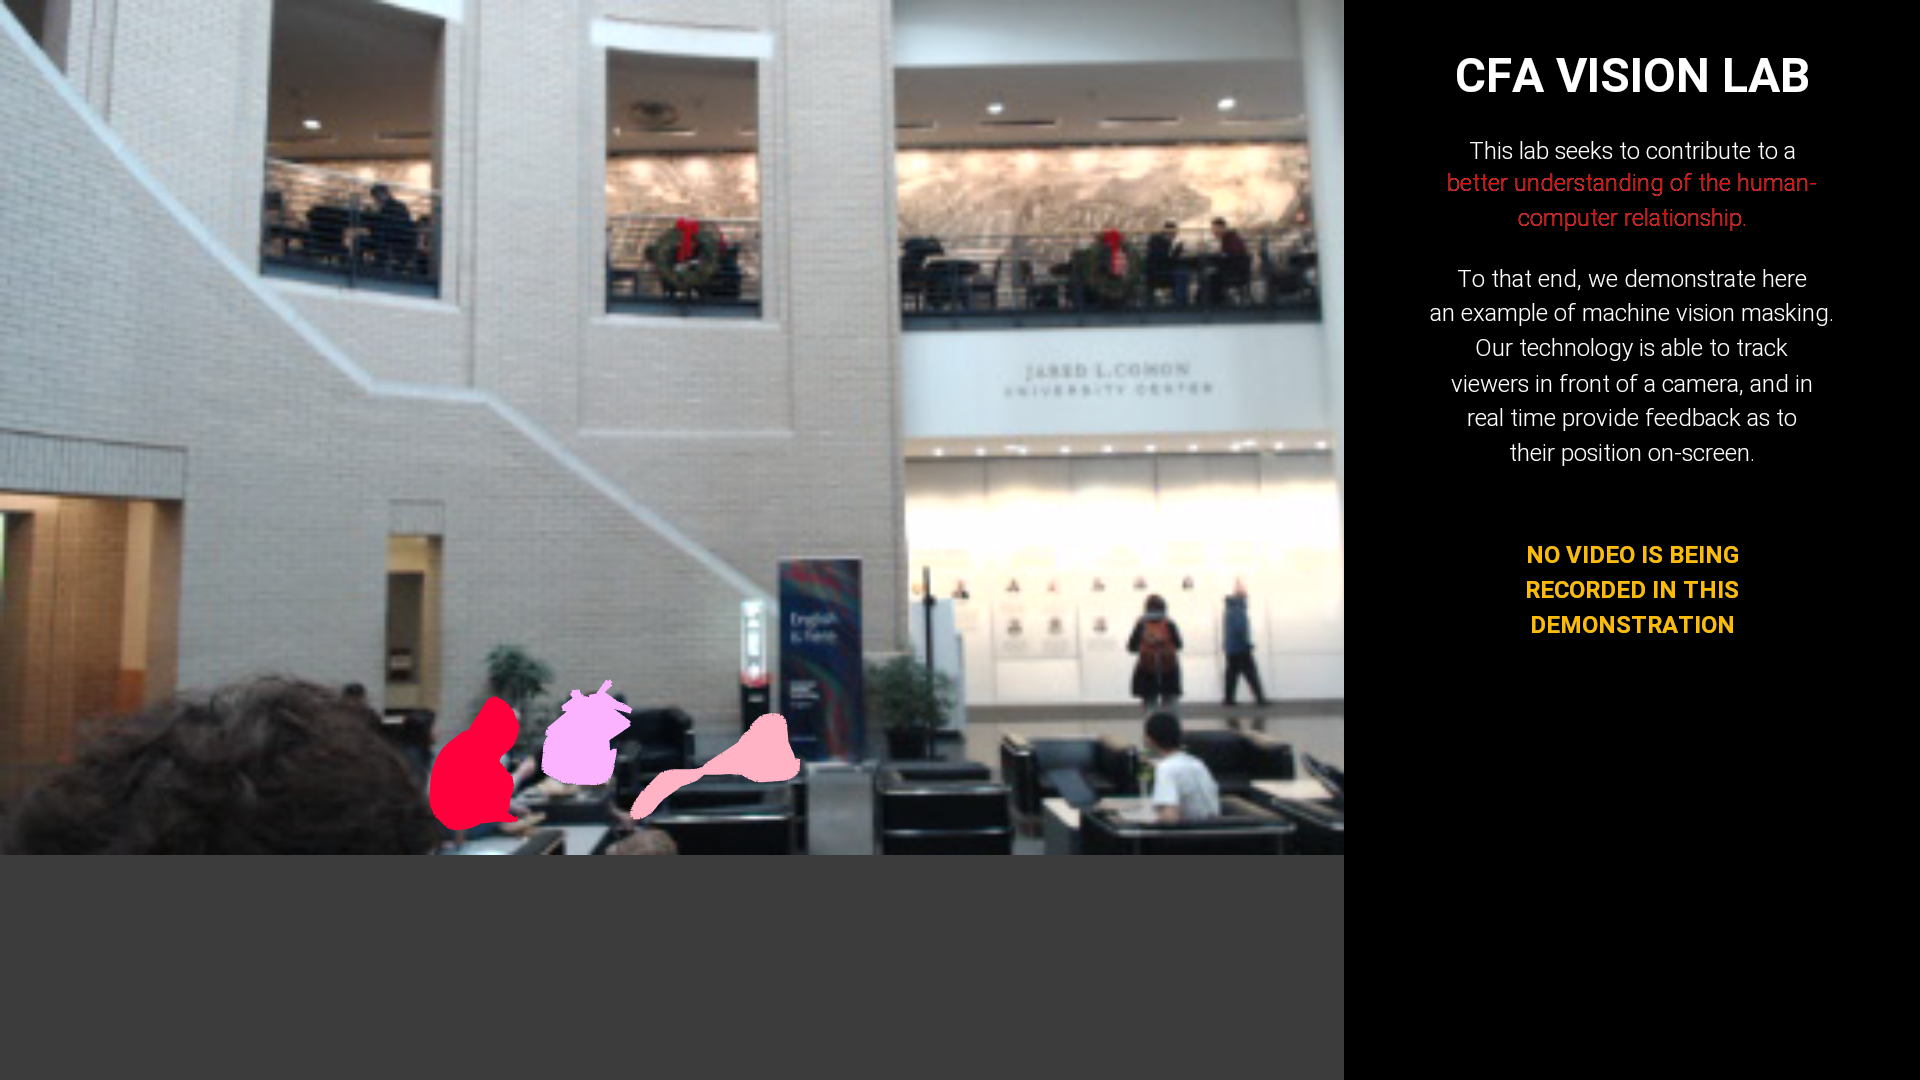 JARED L. COHON
UNIVERSITY CENTER
English
is here
CFA VISION LAB
This lab seeks to contribute to a
better understanding of the human-
computer relationship.
To that end, we demonstrate here
an example of machine vision masking.
Our technology is able to track
viewers in front of a camera, and in
real time provide feedback as to
their position on-screen.
NO VIDEO IS BEING
RECORDED IN THIS
DEMONSTRATION